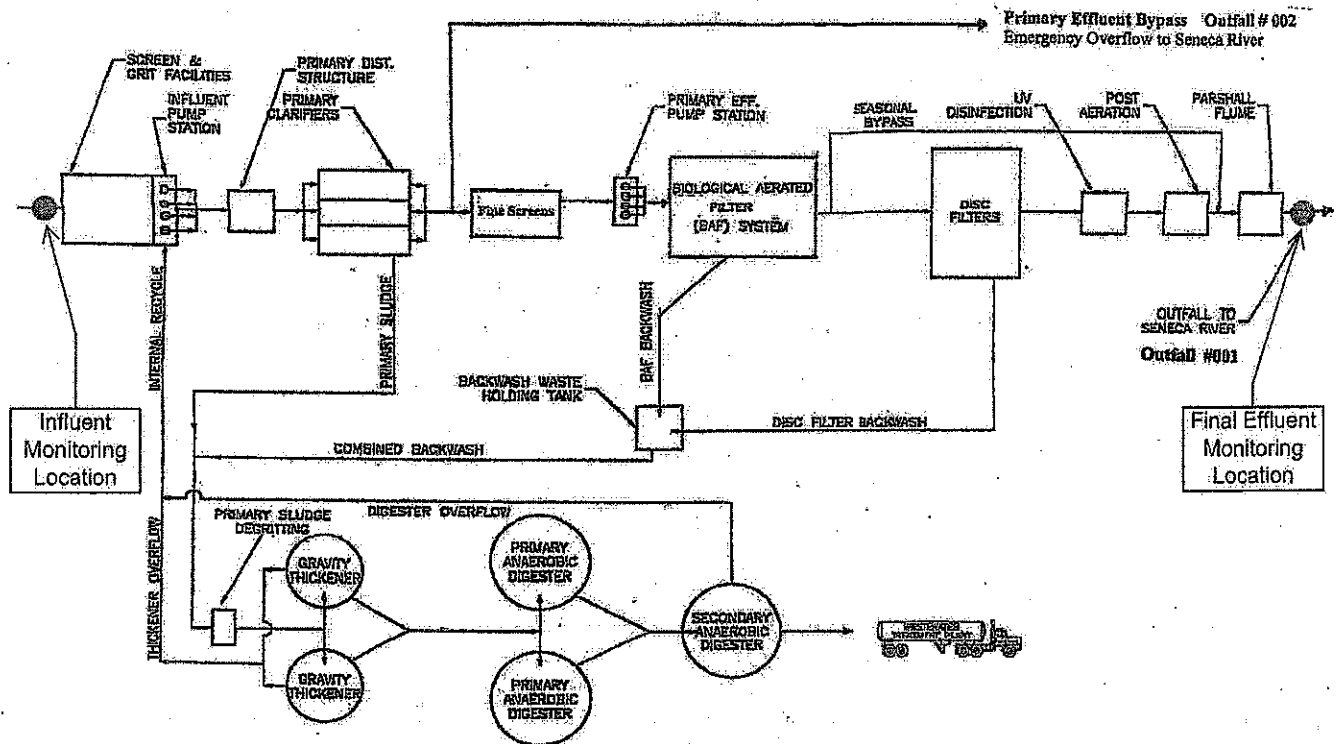 Primary Effluent Bypass Outfall # 002
Emergency Overflow to Seneca River
SCREEN &
GRIT FACILITIES
PRIMARY DIST.
STRUCTURE
INFLUENT
PUMP
STATION
PRIMARY
CLARIFIERS
PRIMARY EFF.
PUMP STATION
SEASONAL
BYPASS
UV
DISINFECTION
POST
AERATION
PARSHALL
FLUME
Fine Screens
BIOLOGICAL AERATED
FILTER
(BAF) SYSTEM
DISC
FILTERS
INTERNAL RECYCLE
PRIMARY SLUDGE
BAF BACKWASH
OUTFALL TO
SENECA RIVER
Outfall #001
Influent
Monitoring
Location
BACKWASH WASTE
HOLDING TANK
DISC FILTER BACKWASH
Final Effluent
Monitoring
Location
COMBINED BACKWASH
THICKENER OVERFLOW
PRIMARY SLUDGE
DEGRITTING
DIGESTER OVERFLOW
GRAVITY
THICKENER
PRIMARY
ANAEROBIC
DIGESTER
SECONDARY
ANAEROBIC
DIGESTER
GRAVITY
THICKENER
PRIMARY
ANAEROBIC
DIGESTER
WASTEWATER
TREATMENT PLANT